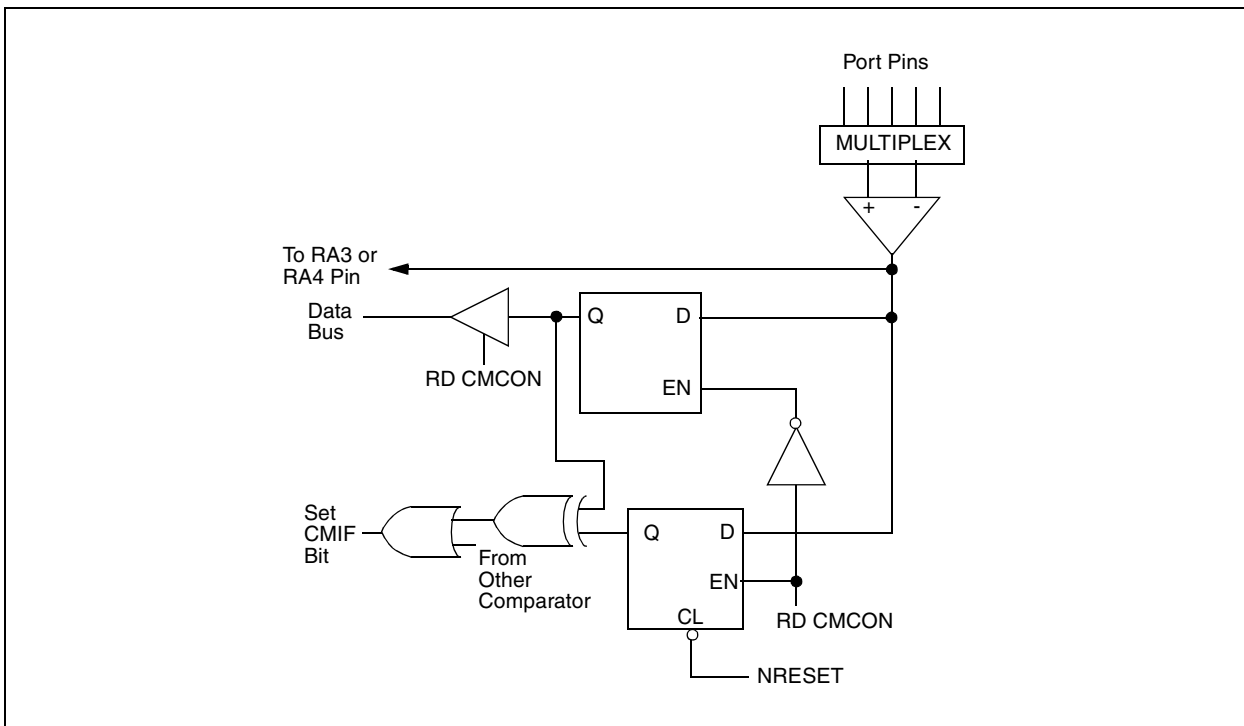 Port Pins
MULTIPLEX
+ -
To RA3 or
RA4 Pin
Data
Bus
Q D
RD CMCON
EN
Set
CMIF
Bit
From
Other
Comparator
Q D
EN
CL
RD CMCON
NRESET